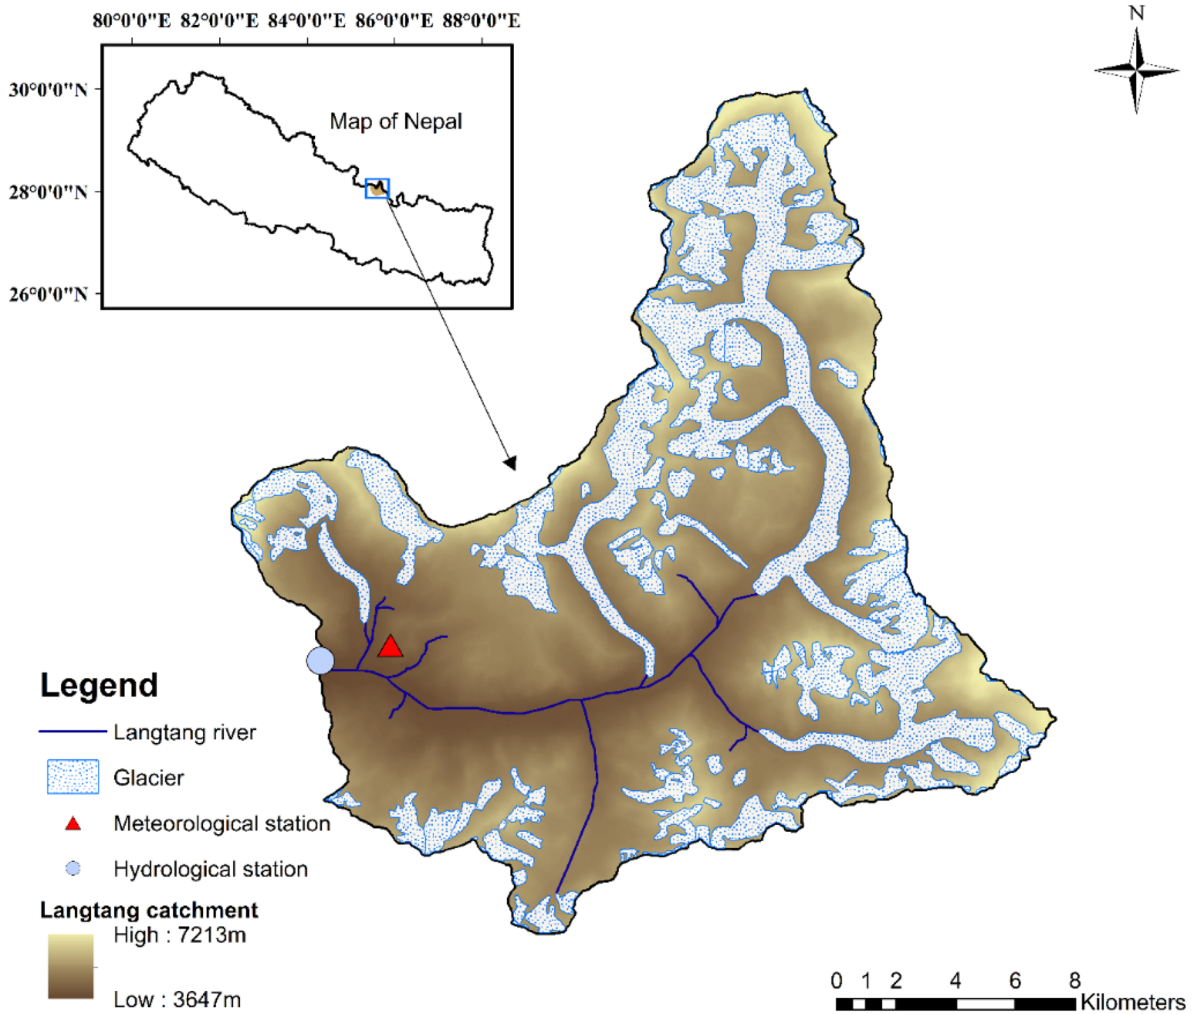 80°0'0"E 82°0'0"E 84°0'0"E 86°0'0"E 88°0'0"E
N
30°0'0"N
28°0'0"N
26°0'0"N
Map of Nepal
Legend
Langtang river
Glacier
Meteorological station
Hydrological station
Langtang catchment
High : 7213m
Low : 3647m
0 1 2 4 6 8
Kilometers